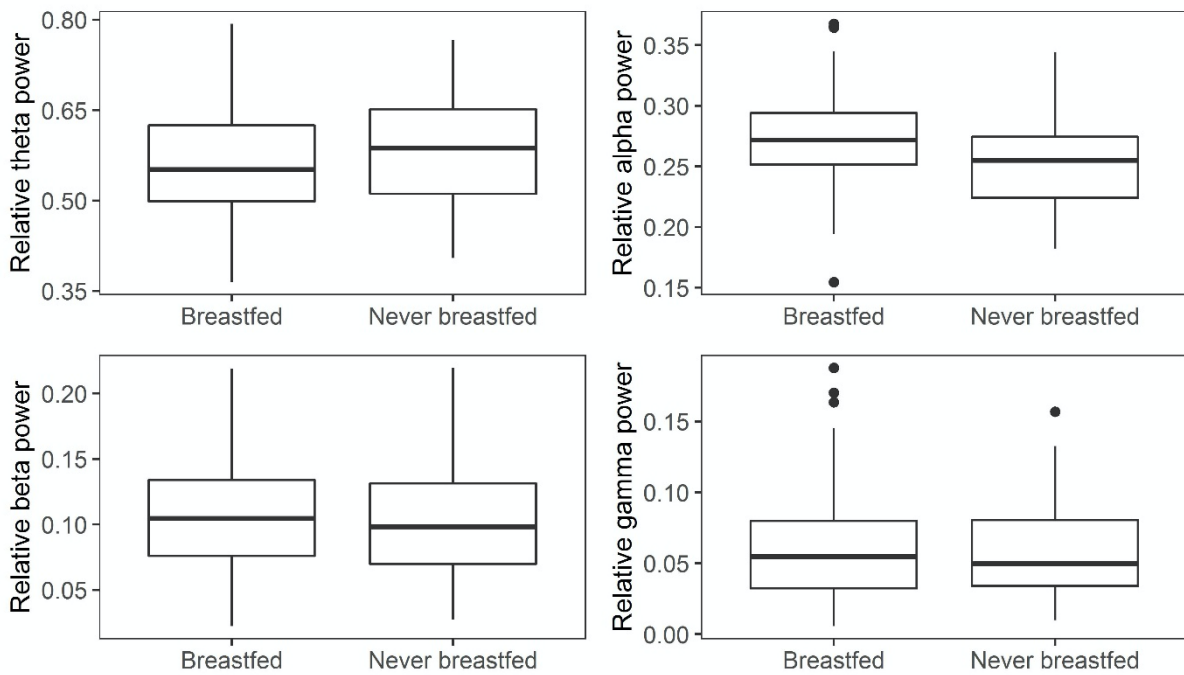 Relative theta power
0.80
0.65
0.50
0.35
Breastfed
Never breastfed
Relative alpha power
0.35
0.30
0.25
0.20
0.15
Breastfed
Never breastfed
Relative beta power
0.20
0.15
0.10
0.05
Breastfed
Never breastfed
Relative gamma power
0.15
0.10
0.05
0.00
Breastfed
Never breastfed